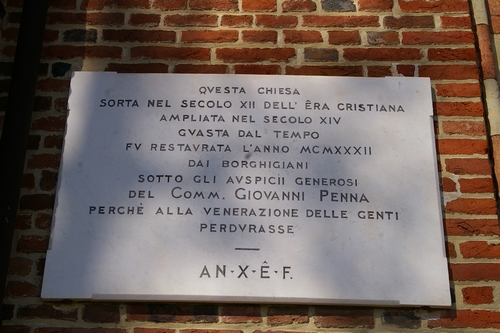 QVESTA CHIESA
SORTA NEL SECOLO XII DELL' ÊRA CRISTIANA
AMPLIATA NEL SECOLO XIV
GVASTA DAL TEMPO
FV RESTAVRATA L'ANNO MCMXXXII
DAI BORGHIGIANI
SOTTO GLI AVSPICII GENEROSI
DEL COMM. GIOVANNI PENNA
PERCHÈ ALLA VENERAZIONE DELLE GENTI
PERDVRASSE
AN·X·Ê·F.